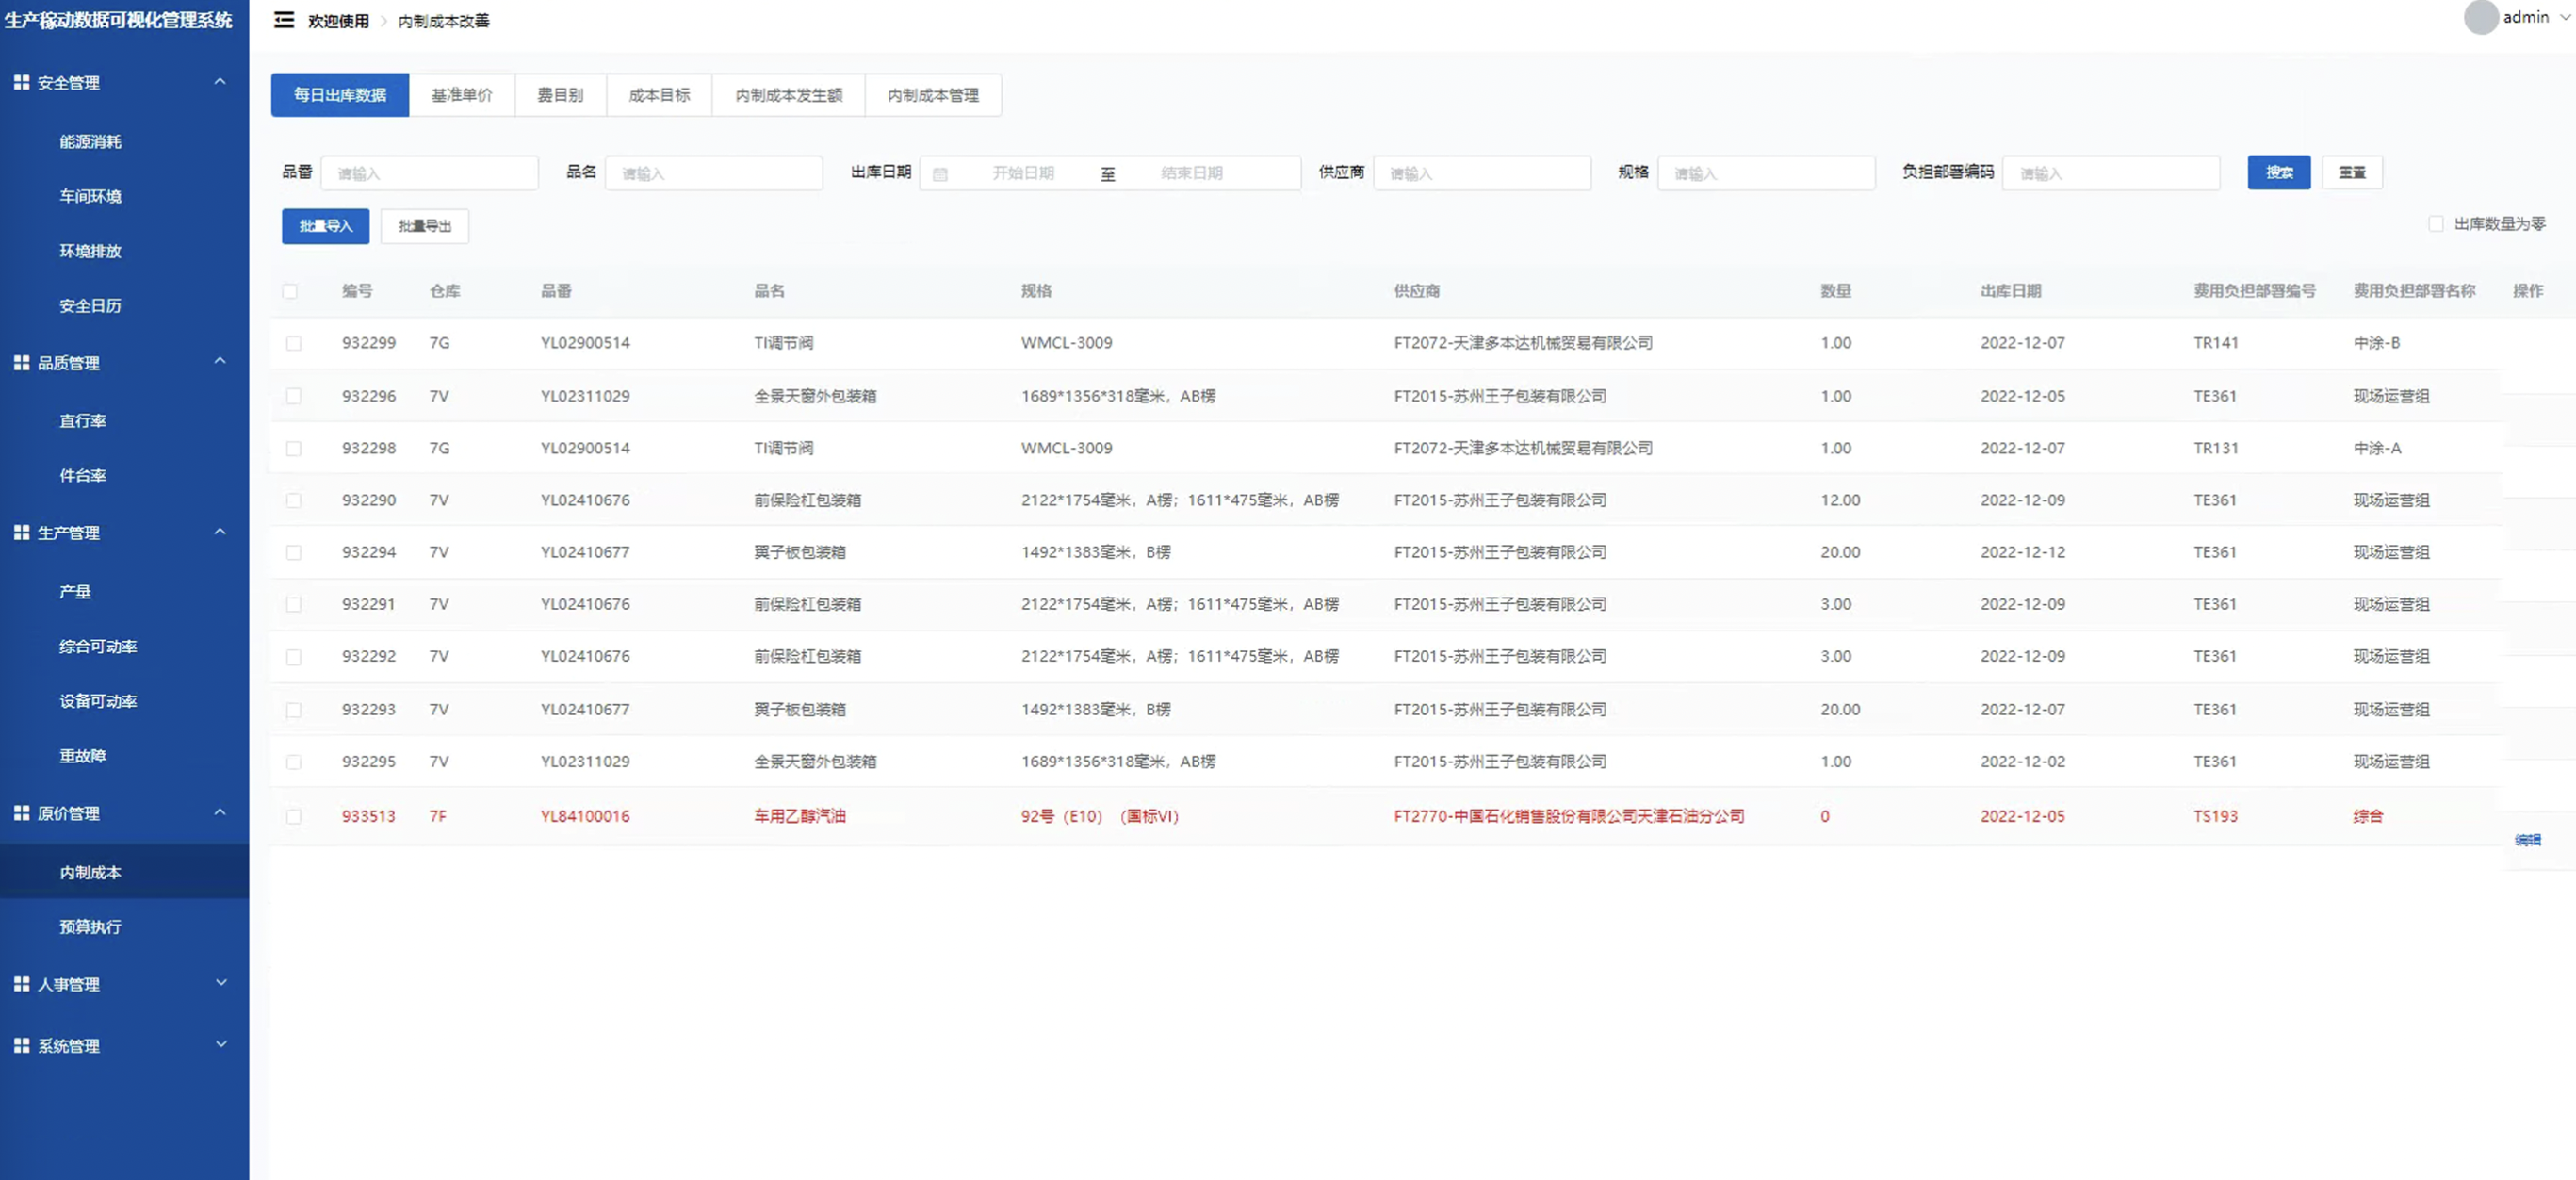 生产稼动数据可视化管理系统
欢迎使用 > 内制成本改善
admin
安全管理
能源消耗
车间环境
环境排放
安全日历
品质管理
直行率
件台率
生产管理
产量
综合可动率
设备可动率
重故障
原价管理
内制成本
预算执行
人事管理
系统管理
每日出库数据 基准单价 费目别 成本目标 内制成本发生额 内制成本管理
品番 请输入 品名 请输入 出库日期 开始日期 至 结束日期 供应商 请输入 规格 请输入 负担部署编码 请输入 搜索 重置
批量导入 批量导出 出库数量为零
编号 仓库 品番 品名 规格 供应商 数量 出库日期 费用负担部署编号 费用负担部署名称 操作
932299 7G YL02900514 TI调节阀 WMCL-3009 FT2072-天津多本达机械贸易有限公司 1.00 2022-12-07 TR141 中涂-B
932296 7V YL02311029 全景天窗外包装箱 1689*1356*318毫米，AB楞 FT2015-苏州王子包装有限公司 1.00 2022-12-05 TE361 现场运营组
932298 7G YL02900514 TI调节阀 WMCL-3009 FT2072-天津多本达机械贸易有限公司 1.00 2022-12-07 TR131 中涂-A
932290 7V YL02410676 前保险杠包装箱 2122*1754毫米，A楞；1611*475毫米，AB楞 FT2015-苏州王子包装有限公司 12.00 2022-12-09 TE361 现场运营组
932294 7V YL02410677 翼子板包装箱 1492*1383毫米，B楞 FT2015-苏州王子包装有限公司 20.00 2022-12-12 TE361 现场运营组
932291 7V YL02410676 前保险杠包装箱 2122*1754毫米，A楞；1611*475毫米，AB楞 FT2015-苏州王子包装有限公司 3.00 2022-12-09 TE361 现场运营组
932292 7V YL02410676 前保险杠包装箱 2122*1754毫米，A楞；1611*475毫米，AB楞 FT2015-苏州王子包装有限公司 3.00 2022-12-09 TE361 现场运营组
932293 7V YL02410677 翼子板包装箱 1492*1383毫米，B楞 FT2015-苏州王子包装有限公司 20.00 2022-12-07 TE361 现场运营组
932295 7V YL02311029 全景天窗外包装箱 1689*1356*318毫米，AB楞 FT2015-苏州王子包装有限公司 1.00 2022-12-02 TE361 现场运营组
933513 7F YL84100016 车用乙醇汽油 92号（E10）（国标VI） FT2770-中国石化销售股份有限公司天津石油分公司 0 2022-12-05 TS193 综合
编辑